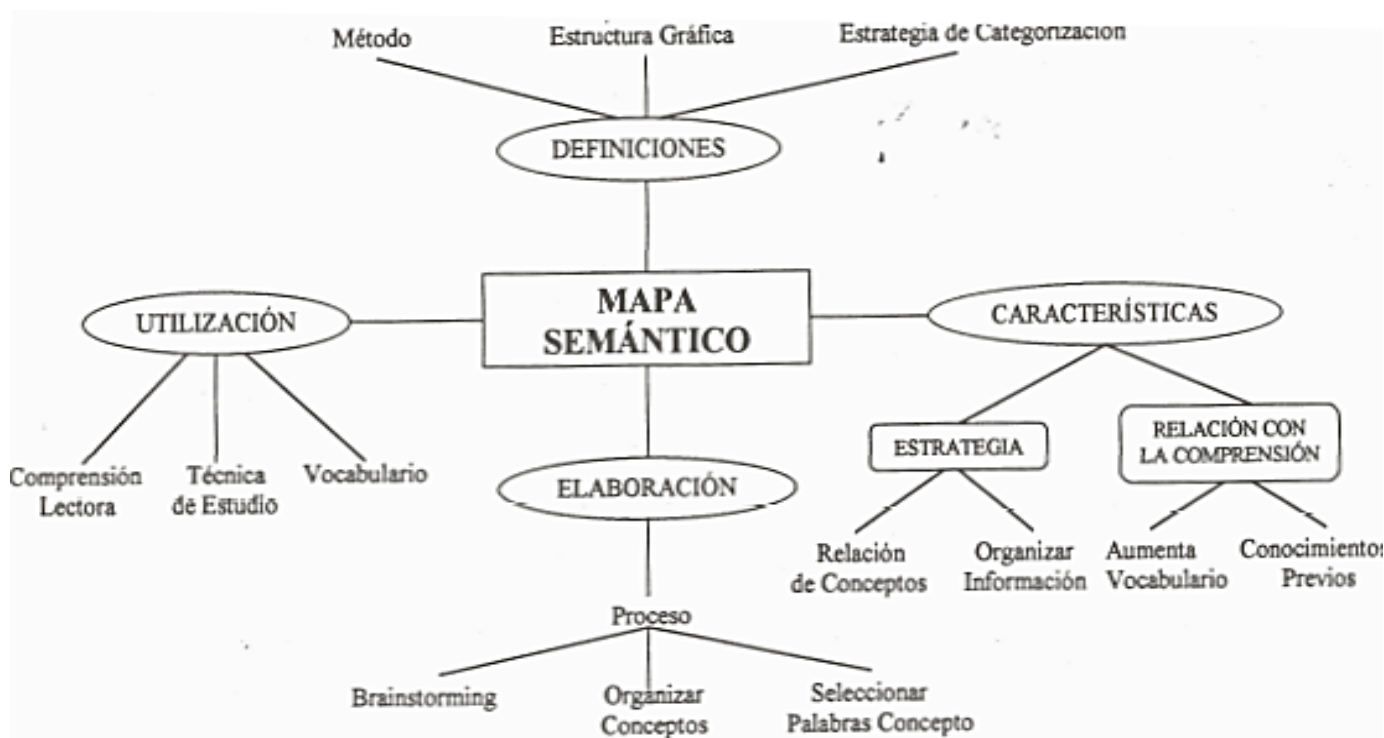 Método
Estructura Gráfica
Estrategia de Categorización
DEFINICIONES
MAPA
SEMÁNTICO
UTILIZACIÓN
CARACTERÍSTICAS
Comprensión
Lectora
Técnica
de Estudio
Vocabulario
ELABORACIÓN
ESTRATEGIA
RELACIÓN CON
LA COMPRENSIÓN
Relación
de Conceptos
Organizar
Información
Aumenta
Vocabulario
Conocimientos
Previos
Proceso
Brainstorming
Organizar
Conceptos
Seleccionar
Palabras Concepto